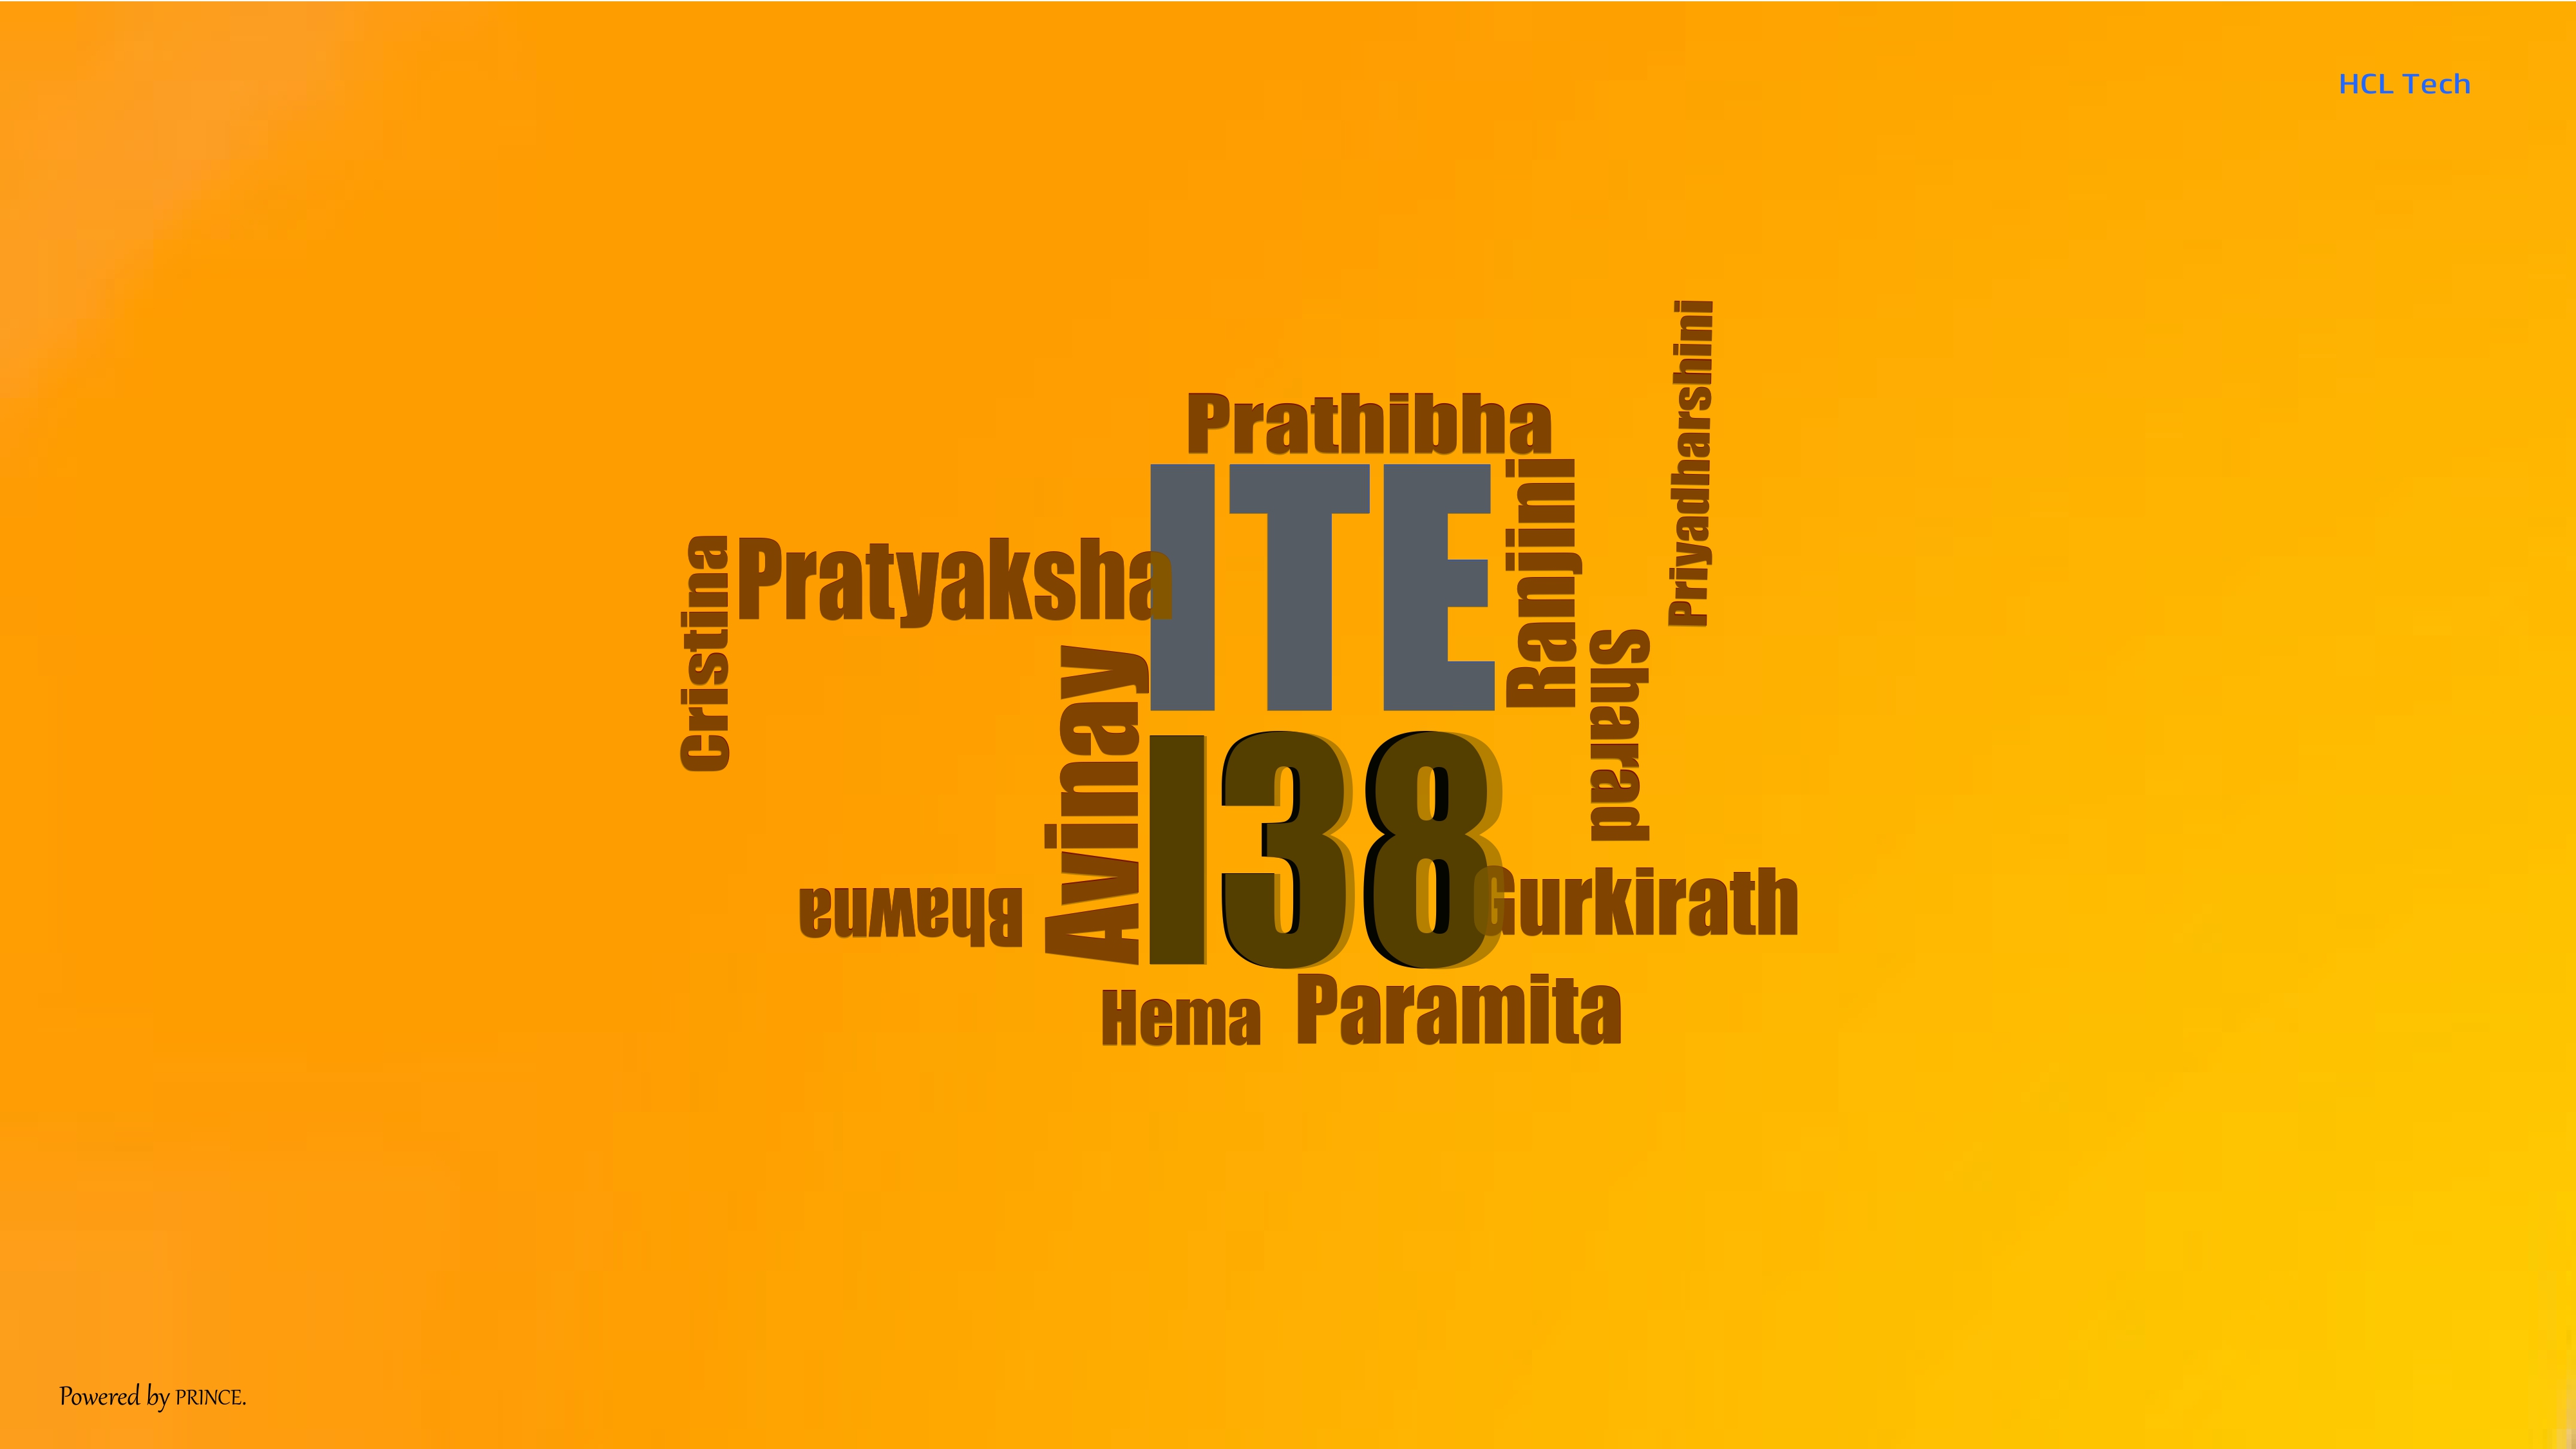 HCL Tech
Priyadharshini
Prathibha
ITE
Ranjini
Cristina
Pratyaksha
Sharad
Avinay
I38
Gurkirath
Bhawna
Hema
Paramita
Powered by PRINCE.